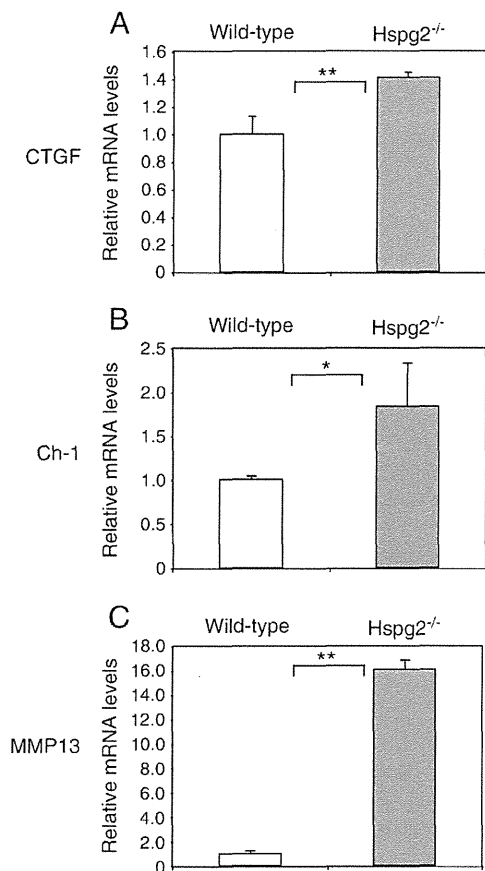 A
Wild-type
Hspg2-/-
CTGF
Relative mRNA levels
1.6
1.4
1.2
1.0
0.8
0.6
0.4
0.2
0
**
B
Wild-type
Hspg2-/-
Ch-1
Relative mRNA levels
2.5
2.0
1.5
1.0
0.5
0
*
C
Wild-type
Hspg2-/-
MMP13
Relative mRNA levels
18.0
16.0
14.0
12.0
10.0
8.0
6.0
4.0
2.0
0
**